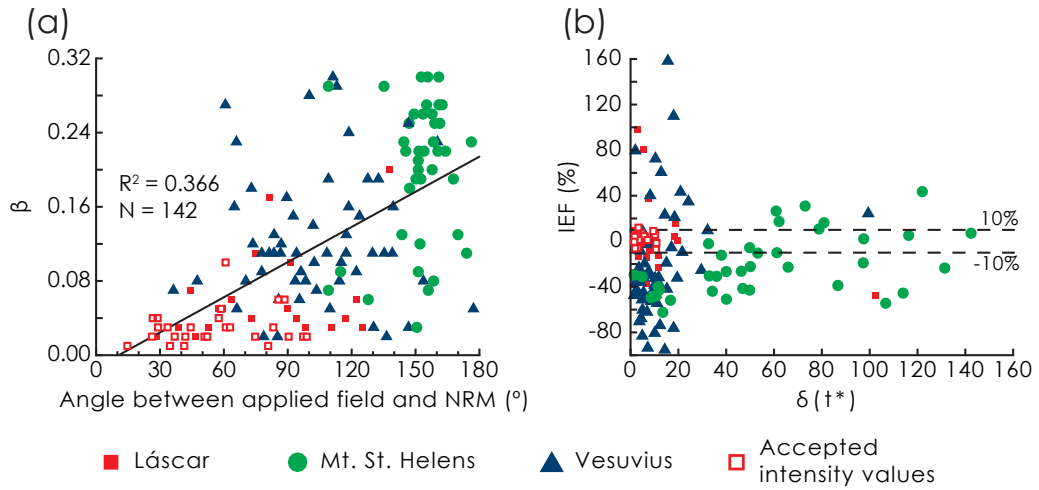 (a)
0.32
0.24
0.16
0.08
0.00
β
R² = 0.366
N = 142
0 30 60 90 120 150 180
Angle between applied field and NRM (º)
(b)
160
120
80
40
0
-40
-80
IEF (%)
10%
-10%
0 20 40 60 80 100 120 140 160
δ(t*)
Láscar
Mt. St. Helens
Vesuvius
Accepted
intensity values